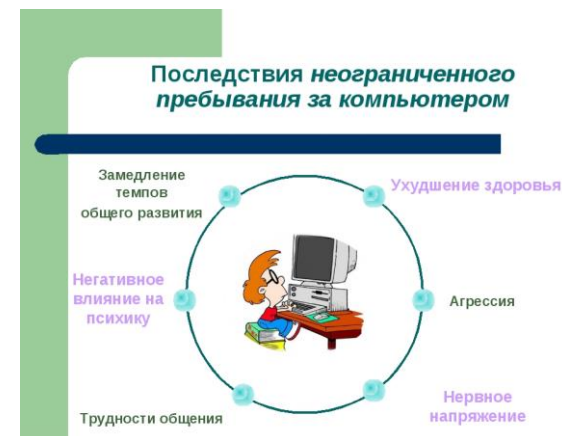 Последствия неограниченного
пребывания за компьютером
Замедление
темпов
общего развития
Ухудшение здоровья
Негативное
влияние на
психику
Агрессия
Трудности общения
Нервное
напряжение